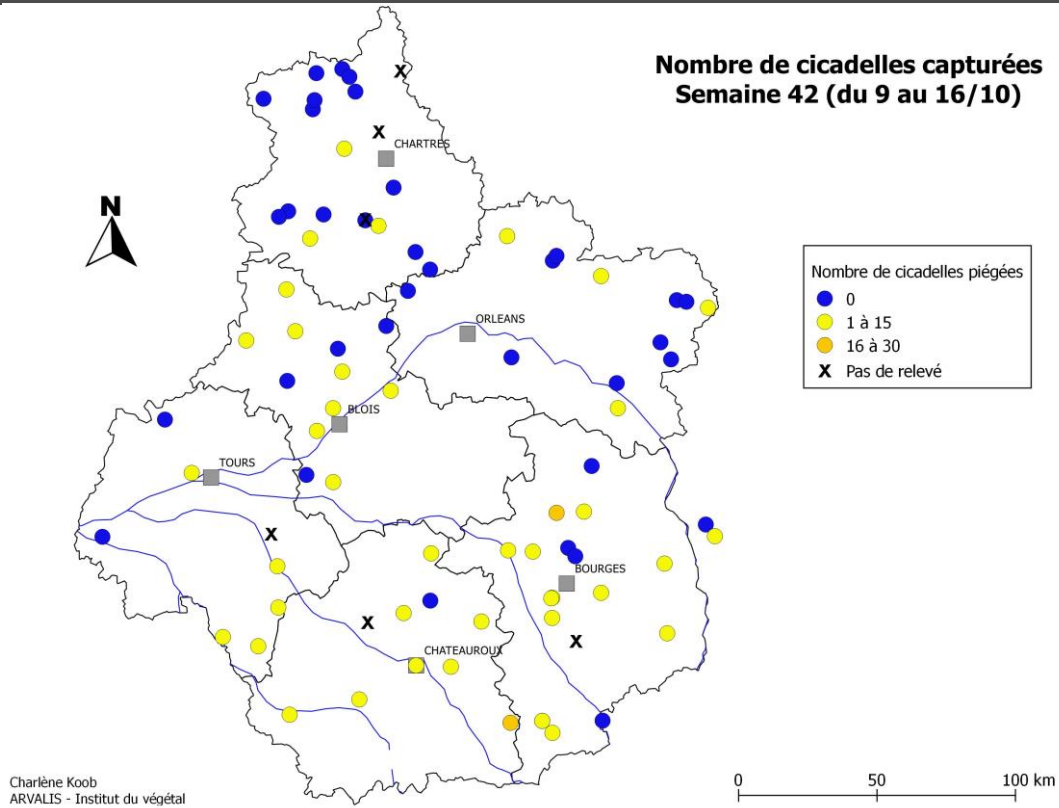 Nombre de cicadelles capturées
Semaine 42 (du 9 au 16/10)
X
X
CHARTRES
N
X
Nombre de cicadelles piégées
0
1 à 15
16 à 30
X Pas de relevé
ORLEANS
BLOIS
TOURS
X
BOURGES
X
X
CHATEAUROUX
Charlène Koob
ARVALIS - Institut du végétal
0 50 100 km